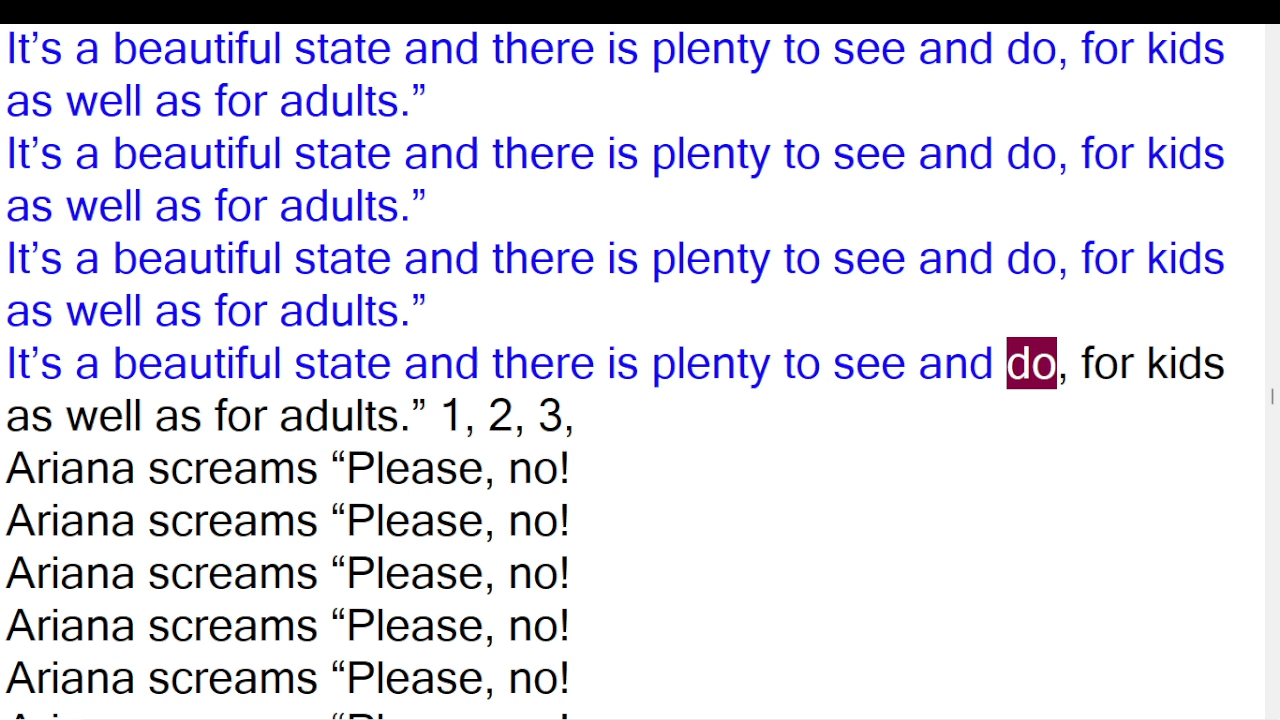 It’s a beautiful state and there is plenty to see and do, for kids
as well as for adults.”
It’s a beautiful state and there is plenty to see and do, for kids
as well as for adults.”
It’s a beautiful state and there is plenty to see and do, for kids
as well as for adults.”
It’s a beautiful state and there is plenty to see and do, for kids
as well as for adults.” 1, 2, 3,
Ariana screams “Please, no!
Ariana screams “Please, no!
Ariana screams “Please, no!
Ariana screams “Please, no!
Ariana screams “Please, no!